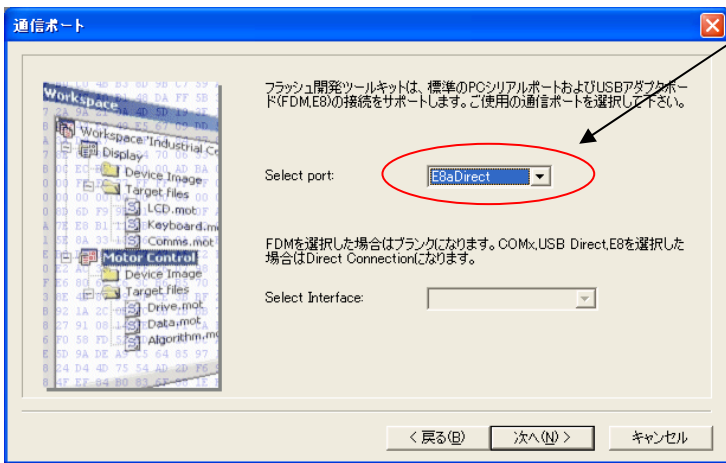 通信ポート
フラッシュ開発ツールキットは、標準のPCシリアルポートおよびUSBアダプタボー
ド(FDM,E8)の接続をサポートします。ご使用の通信ポートを選択して下さい。
Select port:
E8aDirect
FDMを選択した場合はブランクになります。COMx,USB Direct,E8を選択した
場合はDirect Connectionになります。
Select Interface:
Workspace
Workspace "Industrial Co
Display
Device Image
Target files
LCD.mot
Keyboard.m
Comms.mot
Motor Control
Device Image
Target files
Drive.mot
Data.mot
Algorithm.mo
< 戻る(B)
次へ(N) >
キャンセル